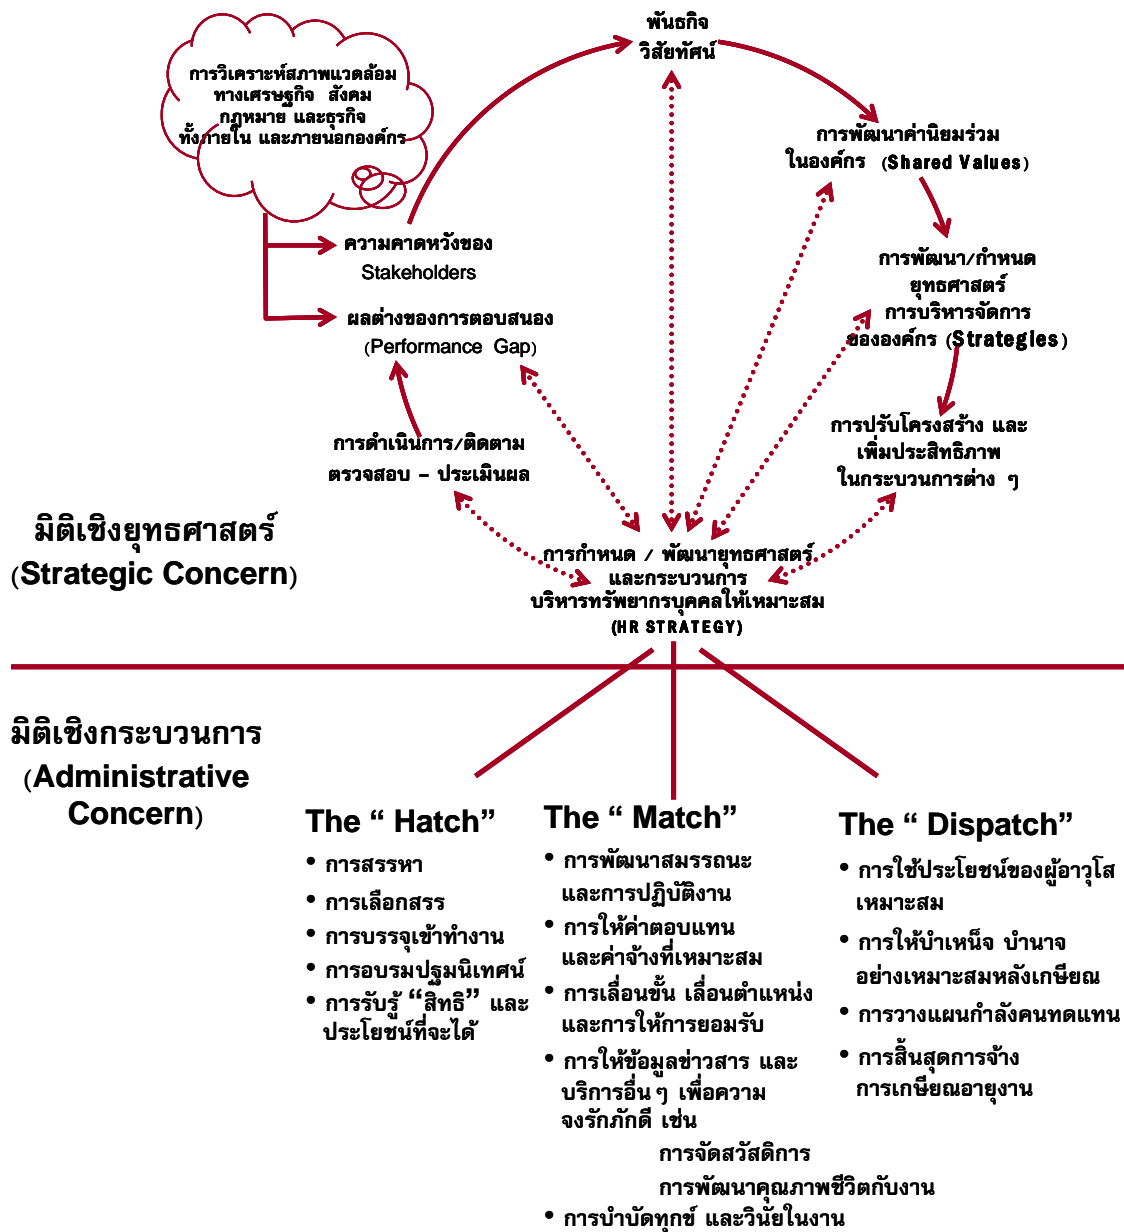 พันธกิจ
วิสัยทัศน์
การวิเคราะห์สภาพแวดล้อม
ทางเศรษฐกิจ สังคม
กฎหมาย และธุรกิจ
ทั้งภายใน และภายนอกองค์กร
การพัฒนาค่านิยมร่วม
ในองค์กร (Shared Values)
ความคาดหวังของ
Stakeholders
การพัฒนา/กำหนด
ยุทธศาสตร์
การบริหารจัดการ
ขององค์กร (Strategies)
ผลต่างของการตอบสนอง
(Performance Gap)
การปรับโครงสร้าง และ
เพิ่มประสิทธิภาพ
ในกระบวนการต่าง ๆ
การดำเนินการ/ติดตาม
ตรวจสอบ – ประเมินผล
มิติเชิงยุทธศาสตร์
(Strategic Concern)
การกำหนด / พัฒนายุทธศาสตร์
และกระบวนการ
บริหารทรัพยากรบุคคลให้เหมาะสม
(HR STRATEGY)
มิติเชิงกระบวนการ
(Administrative
Concern)
The “ Hatch”
• การสรรหา
• การเลือกสรร
• การบรรจุเข้าทำงาน
• การอบรมปฐมนิเทศน์
• การรับรู้ “สิทธิ” และ
ประโยชน์ที่จะได้
The “ Match”
• การพัฒนาสมรรถนะ
และการปฏิบัติงาน
• การให้ค่าตอบแทน
และค่าจ้างที่เหมาะสม
• การเลื่อนขั้น เลื่อนตำแหน่ง
และการให้การยอมรับ
• การให้ข้อมูลข่าวสาร และ
บริการอื่น ๆ เพื่อความ
จงรักภักดี เช่น
การจัดสวัสดิการ
การพัฒนาคุณภาพชีวิตกับงาน
• การบำบัดทุกข์ และวินัยในงาน
The “ Dispatch”
• การใช้ประโยชน์ของผู้อาวุโส
เหมาะสม
• การให้บำเหน็จ บำนาจ
อย่างเหมาะสมหลังเกษียณ
• การวางแผนกำลังคนทดแทน
• การสิ้นสุดการจ้าง
การเกษียณอายุงาน